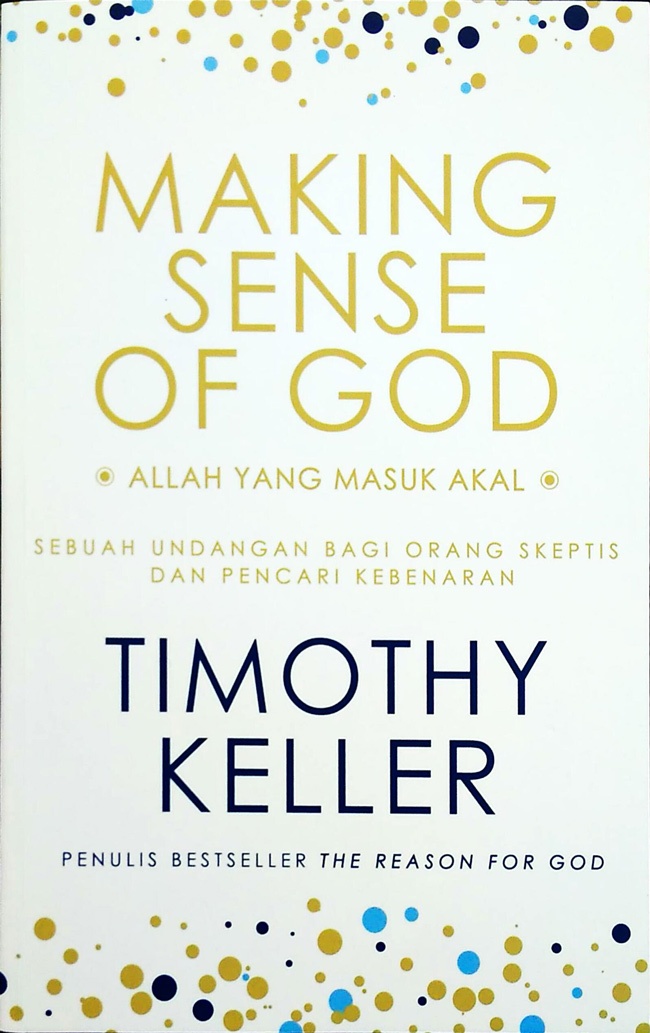 MAKING
SENSE
OF GOD
ALLAH YANG MASUK AKAL
SEBUAH UNDANGAN BAGI ORANG SKEPTIS
DAN PENCARI KEBENARAN
TIMOTHY
KELLER
PENULIS BESTSELLER THE REASON FOR GOD